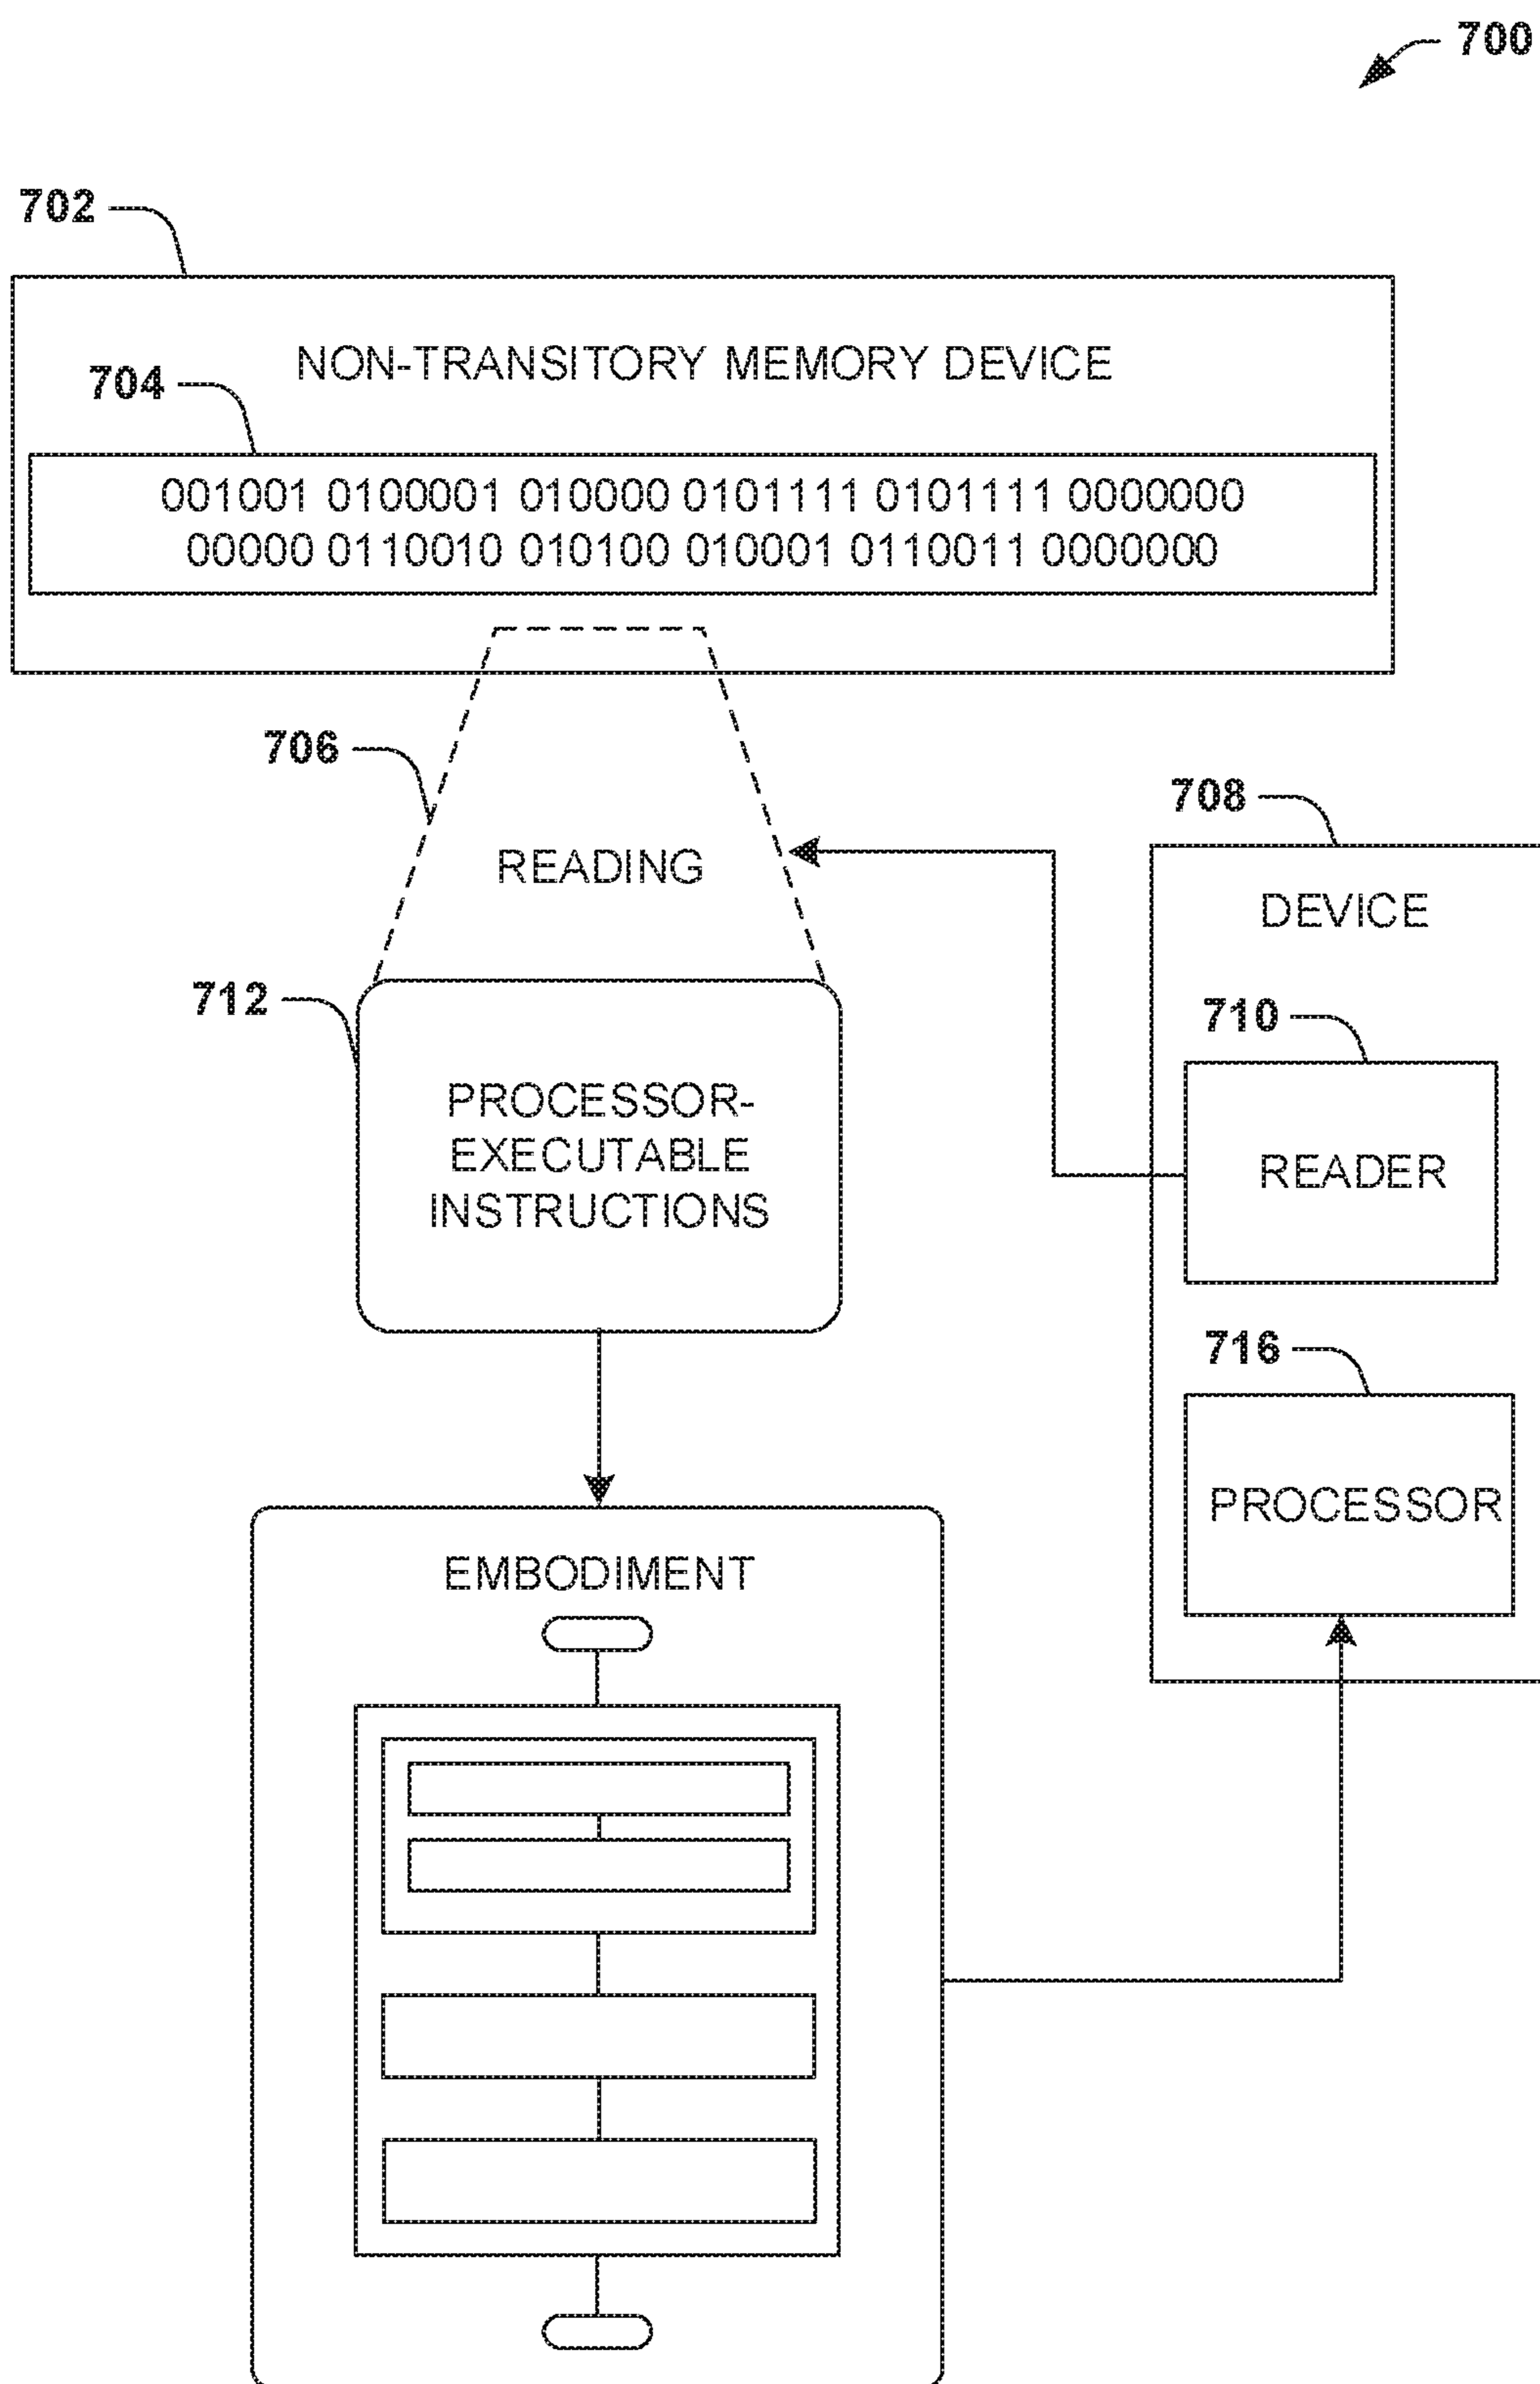 700
702
NON-TRANSITORY MEMORY DEVICE
704
001001 0100001 010000 0101111 0101111 0000000
00000 0110010 010100 010001 0110011 0000000
706
READING
708
DEVICE
712
710
PROCESSOR-
EXECUTABLE
INSTRUCTIONS
READER
716
PROCESSOR
EMBODIMENT